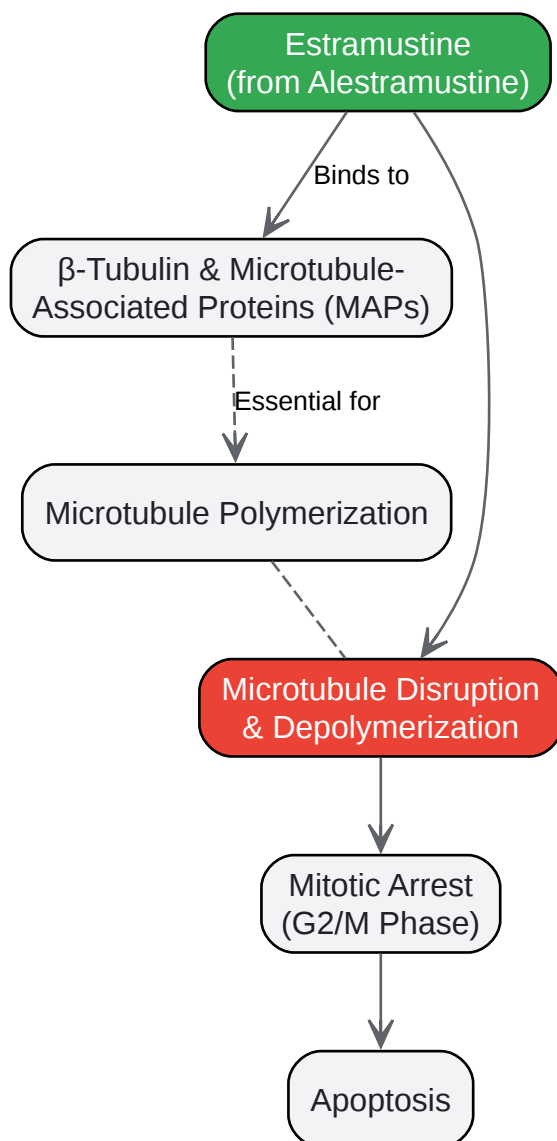 Estramustine
(from Alestramustine)
Binds to
β-Tubulin & Microtubule-
Associated Proteins (MAPs)
Essential for
Microtubule Polymerization
Microtubule Disruption
& Depolymerization
Mitotic Arrest
(G2/M Phase)
Apoptosis